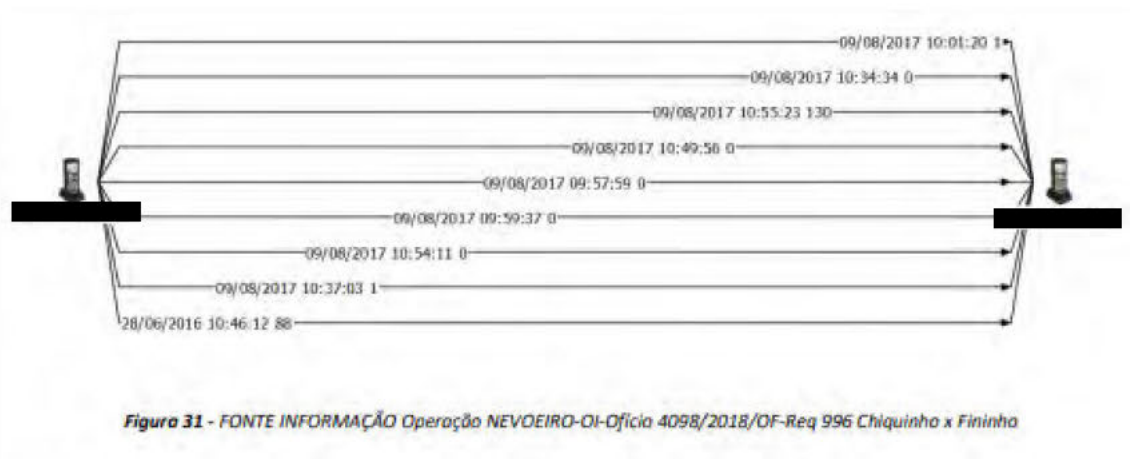 09/08/2017 10:01:20 1
09/08/2017 10:34:34 0
09/08/2017 10:55:23 130
09/08/2017 10:49:56 0
09/08/2017 09:57:59 0
09/08/2017 09:59:37 0
09/08/2017 10:54:11 0
09/08/2017 10:37:03 1
28/06/2016 10:46:12 88
Figura 31 - FONTE INFORMAÇÃO Operação NEVOEIRO-OI-Ofício 4098/2018/OF-Req 996 Chiquinho x Fininho